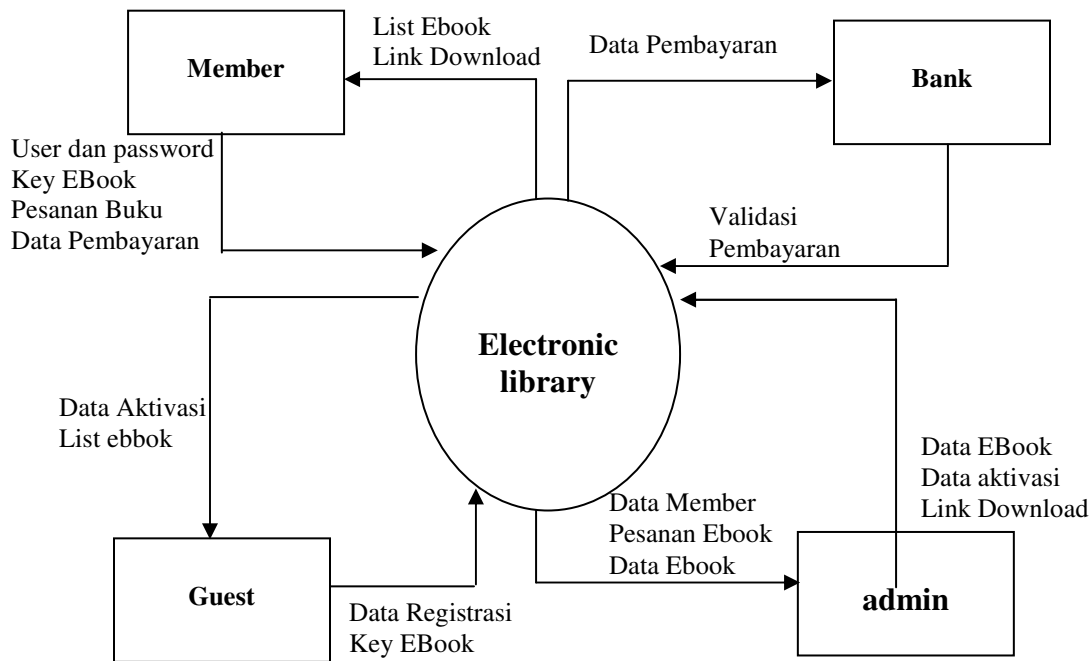 List Ebook
Link Download
Data Pembayaran
Member
Bank
User dan password
Key EBook
Pesanan Buku
Data Pembayaran
Validasi
Pembayaran
Electronic
library
Data Aktivasi
List ebbok
Data EBook
Data aktivasi
Link Download
Data Member
Pesanan Ebook
Data Ebook
Guest
admin
Data Registrasi
Key EBook